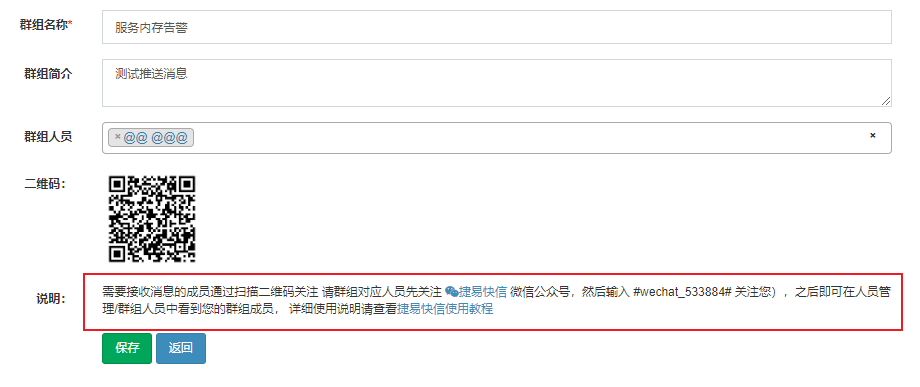 群组名称* 服务内存告警
群组简介 测试推送消息
群组人员 ×@@ @@@ ×
二维码：
说明： 需要接收消息的成员通过扫描二维码关注 请群组对应人员先关注 捷易快信 微信公众号，然后输入 #wechat_533884# 关注您），之后即可在人员管
理/群组人员中看到您的群组成员， 详细使用说明请查看捷易快信使用教程
保存 返回